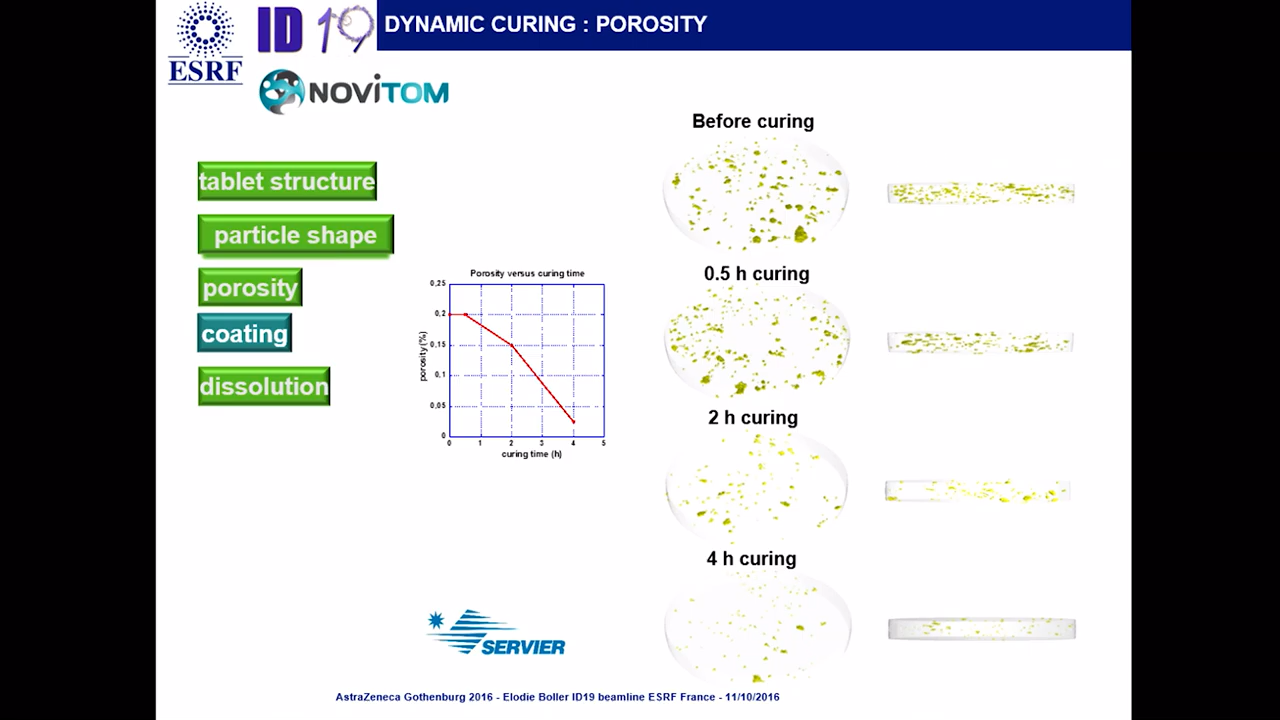 ESRF
ID 19
DYNAMIC CURING : POROSITY
NOViTOM
tablet structure
particle shape
porosity
coating
dissolution
Porosity versus curing time
0,25
0,2
0,15
0,1
0,05
0
porosity (%)
0 1 2 3 4 5
curing time (h)
Before curing
0.5 h curing
2 h curing
4 h curing
SERVIER
AstraZeneca Gothenburg 2016 - Elodie Boller ID19 beamline ESRF France - 11/10/2016